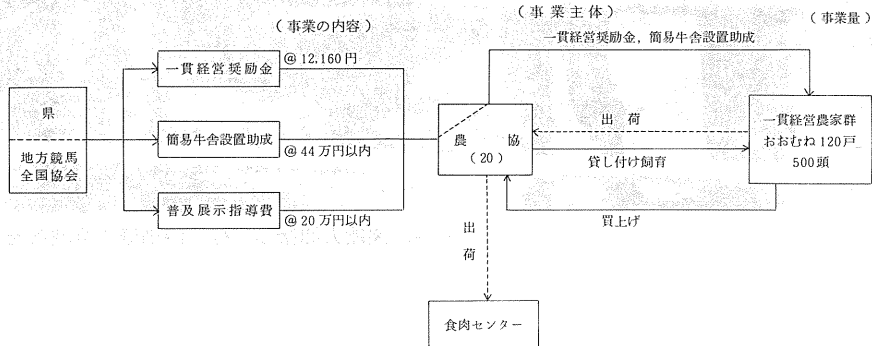 （事業の内容）
（事業主体）
（事業量）
県
地方競馬
全国協会
一貫経営奨励金
@12,160円
簡易牛舎設置助成
@44万円以内
普及展示指導費
@20万円以内
一貫経営奨励金，簡易牛舎設置助成
農協
（20）
出荷
貸し付け飼育
買上げ
一貫経営農家群
おおむね120戸
500頭
出荷
食肉センター